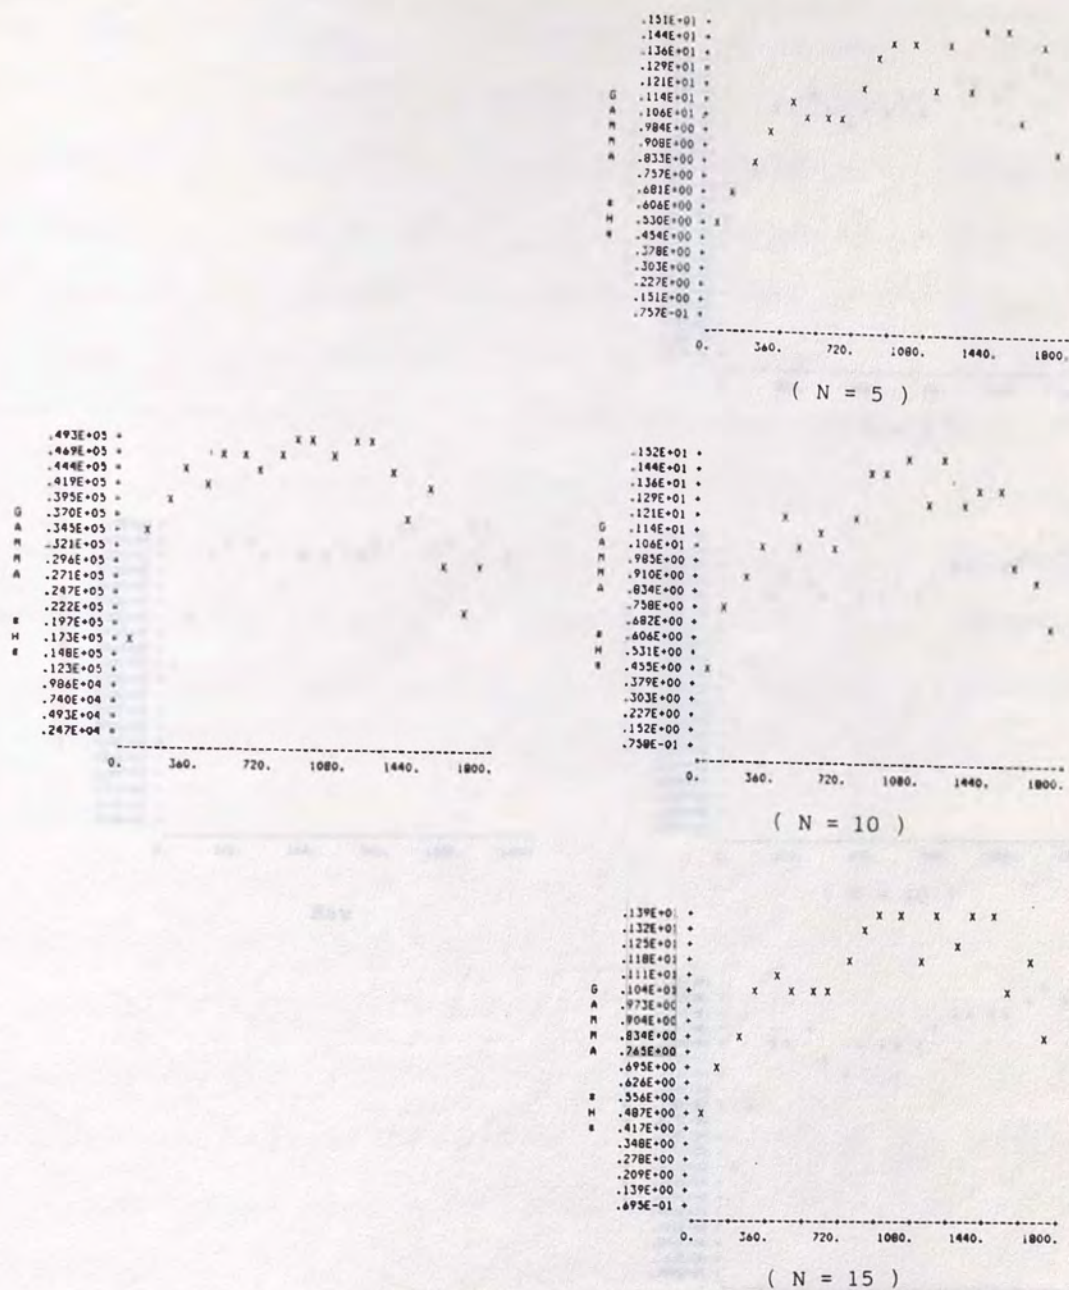 .151E+01 +
.144E+01 +
.136E+01 +
.129E+01 +
.121E+01 +
G .114E+01 +
A .106E+01 +
M .984E+00 +
M .908E+00 +
A .833E+00 +
.757E+00 +
.681E+00 +
* .606E+00 +
H .530E+00 +
* .454E+00 +
.378E+00 +
.303E+00 +
.227E+00 +
.151E+00 +
.757E-01 +
0. 360. 720. 1080. 1440. 1800.
( N = 5 )
.493E+05 +
.469E+05 +
.444E+05 +
.419E+05 +
.395E+05 +
G .370E+05 +
A .345E+05 +
M .321E+05 +
M .296E+05 +
A .271E+05 +
.247E+05 +
.222E+05 +
* .197E+05 +
H .173E+05 +
* .148E+05 +
.123E+05 +
.986E+04 +
.740E+04 +
.493E+04 +
.247E+04 +
0. 360. 720. 1080. 1440. 1800.
.152E+01 +
.144E+01 +
.136E+01 +
.129E+01 +
.121E+01 +
G .114E+01 +
A .106E+01 +
M .985E+00 +
M .910E+00 +
A .834E+00 +
.758E+00 +
.682E+00 +
* .606E+00 +
H .531E+00 +
* .455E+00 +
.379E+00 +
.303E+00 +
.227E+00 +
.152E+00 +
.758E-01 +
0. 360. 720. 1080. 1440. 1800.
( N = 10 )
.139E+01 +
.132E+01 +
.125E+01 +
.118E+01 +
.111E+01 +
G .104E+01 +
A .973E+00 +
M .904E+00 +
M .834E+00 +
A .765E+00 +
.695E+00 +
.626E+00 +
* .556E+00 +
H .487E+00 +
* .417E+00 +
.348E+00 +
.278E+00 +
.209E+00 +
.139E+00 +
.695E-01 +
0. 360. 720. 1080. 1440. 1800.
( N = 15 )